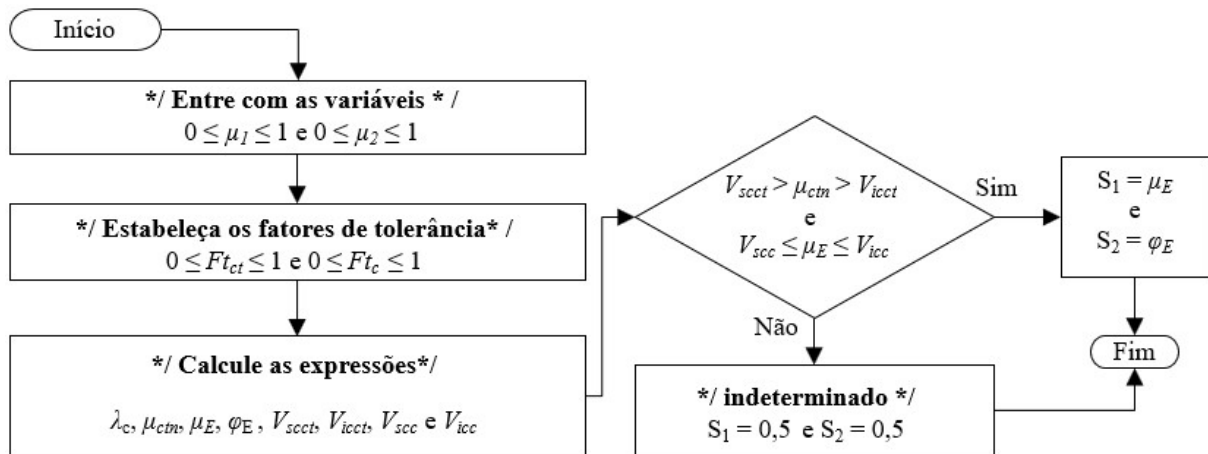 Início
*/ Entre com as variáveis * /
0 ≤ μ1 ≤ 1 e 0 ≤ μ2 ≤ 1
*/ Estabeleça os fatores de tolerância* /
0 ≤ Ftct ≤ 1 e 0 ≤ Ftc ≤ 1
*/ Calcule as expressões*/
λc, μctn, μE, φE , Vscct, Vicct, Vscc e Vicc
Vscct > μctn > Vicct
e
Vscc ≤ μE ≤ Vicc
Sim
S1 = μE
e
S2 = φE
Não
*/ indeterminado */
S1 = 0,5 e S2 = 0,5
Fim